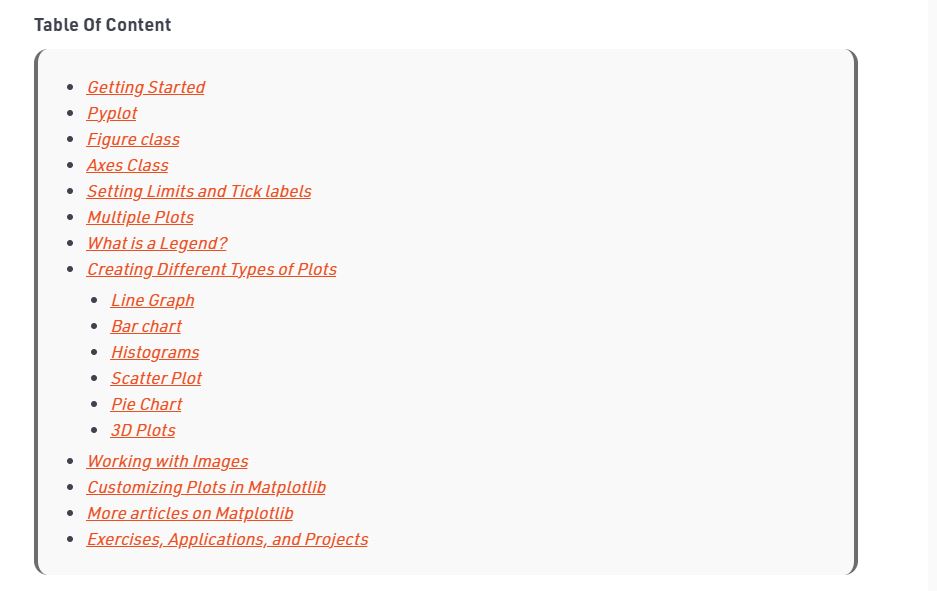 Table Of Content
Getting Started
Pyplot
Figure class
Axes Class
Setting Limits and Tick labels
Multiple Plots
What is a Legend?
Creating Different Types of Plots
Line Graph
Bar chart
Histograms
Scatter Plot
Pie Chart
3D Plots
Working with Images
Customizing Plots in Matplotlib
More articles on Matplotlib
Exercises, Applications, and Projects